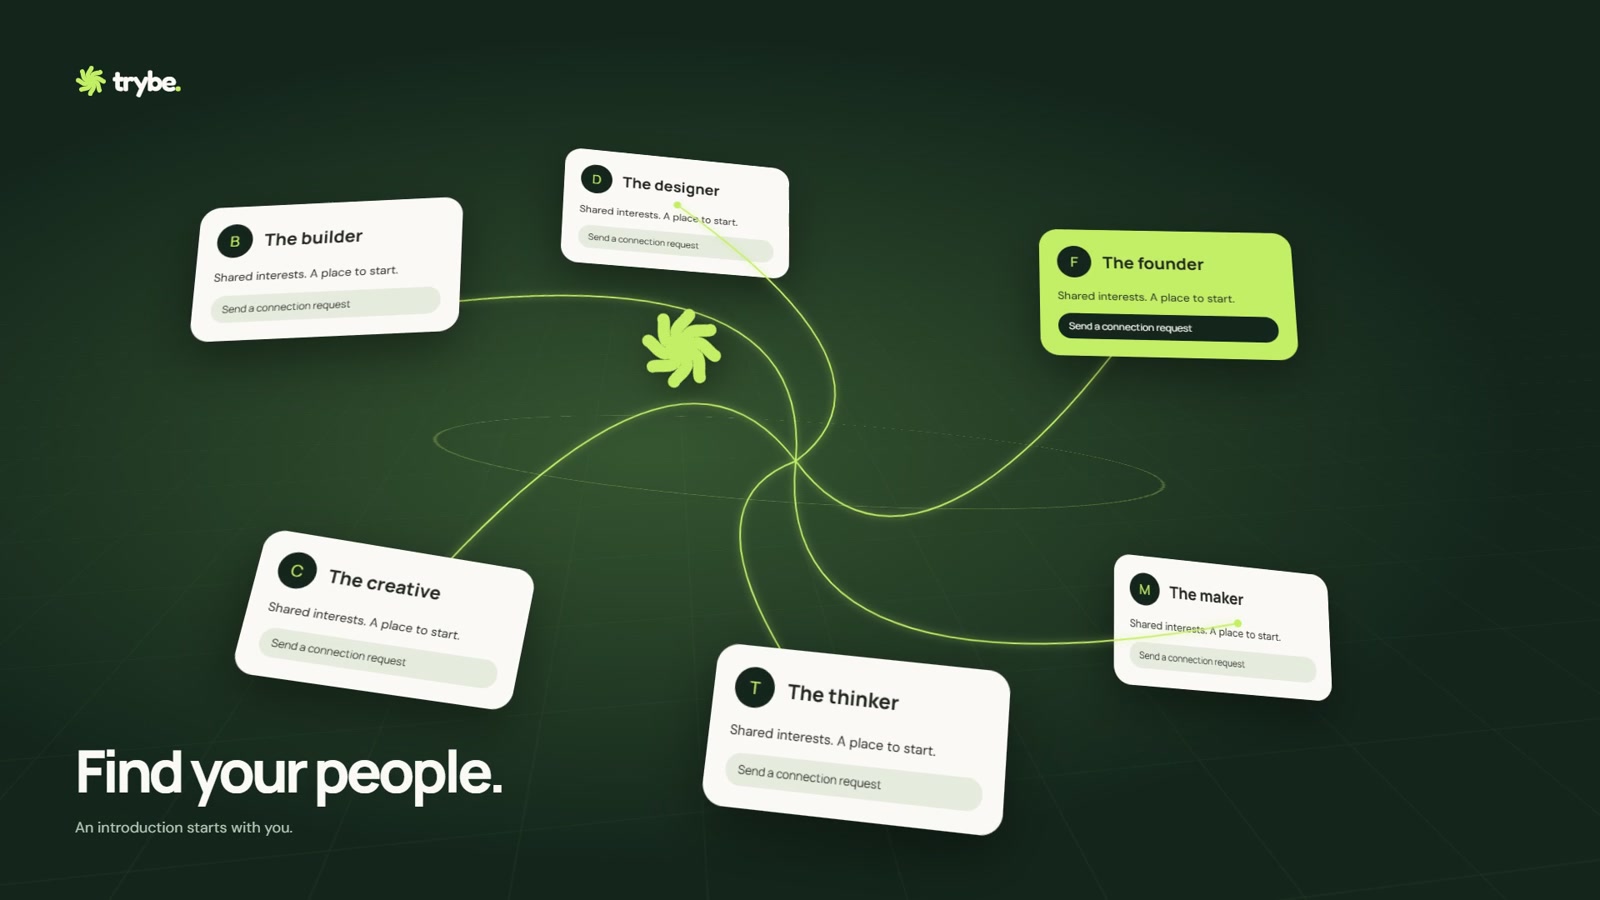 trybe.
D
The designer
Shared interests. A place to start.
Send a connection request
B
The builder
Shared interests. A place to start.
Send a connection request
F
The founder
Shared interests. A place to start.
Send a connection request
C
The creative
Shared interests. A place to start.
Send a connection request
M
The maker
Shared interests. A place to start.
Send a connection request
T
The thinker
Shared interests. A place to start.
Send a connection request
Find your people.
An introduction starts with you.